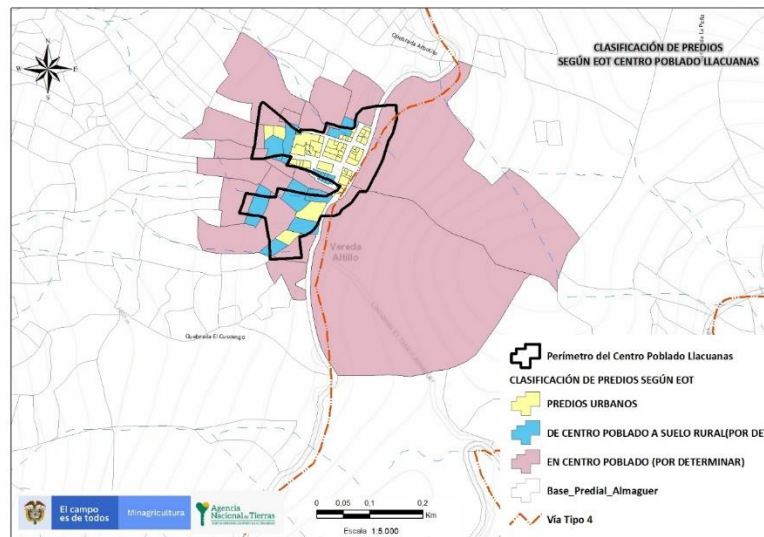 CLASIFICACIÓN DE PREDIOS
SEGÚN EOT CENTRO POBLADO LLACUANAS
N
W
E
S
Quebrada
Vereda
Altillo
Quebrada El
Perímetro del Centro Poblado Llacuanas
CLASIFICACIÓN DE PREDIOS SEGÚN EOT
PREDIOS URBANOS
DE CENTRO POBLADO A SUELO RURAL(POR DE
EN CENTRO POBLADO (POR DETERMINAR)
Base_Predial_Almaguer
Vía Tipo 4
El campo
es de todos
Minagricultura
Agencia
Nacional de Tierras
0 0,05 0,1 0,2
Km
Escala 1:5.000